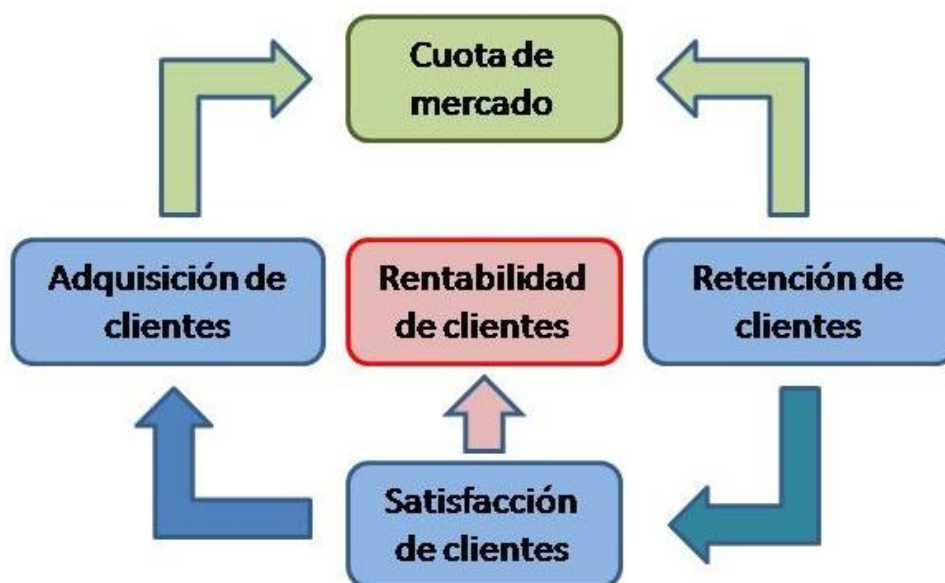 Cuota de
mercado
Adquisición de
clientes
Rentabilidad
de clientes
Retención de
clientes
Satisfacción
de clientes